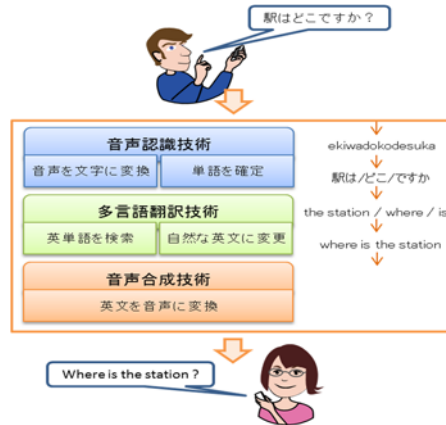 駅はどこですか？
音声認識技術
音声を文字に変換
単語を確定
多言語翻訳技術
英単語を検索
自然な英文に変更
音声合成技術
英文を音声に変換
ekiwadokodesuka
駅は/どこ/ですか
the station / where / is
where is the station
Where is the station ?